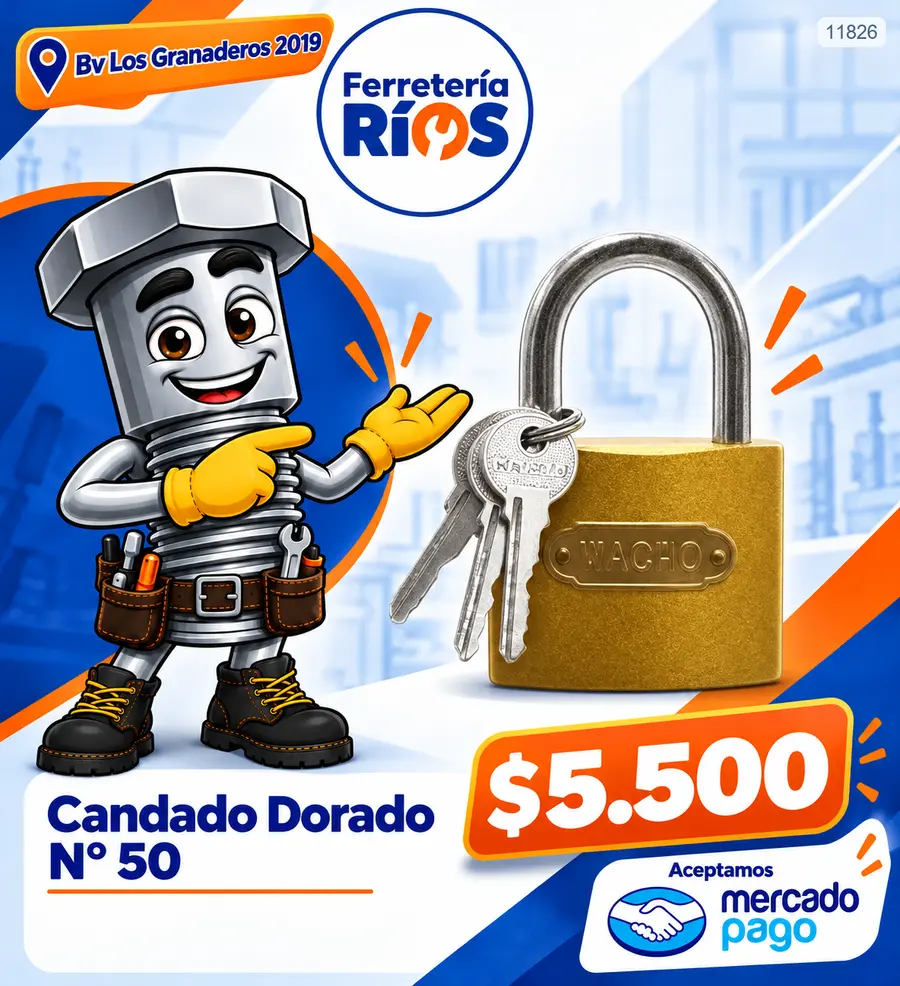 Bv Los Granaderos 2019
11826
Ferretería
Ríos
WACHO
Candado Dorado
N° 50
$5.500
Aceptamos
mercado
pago